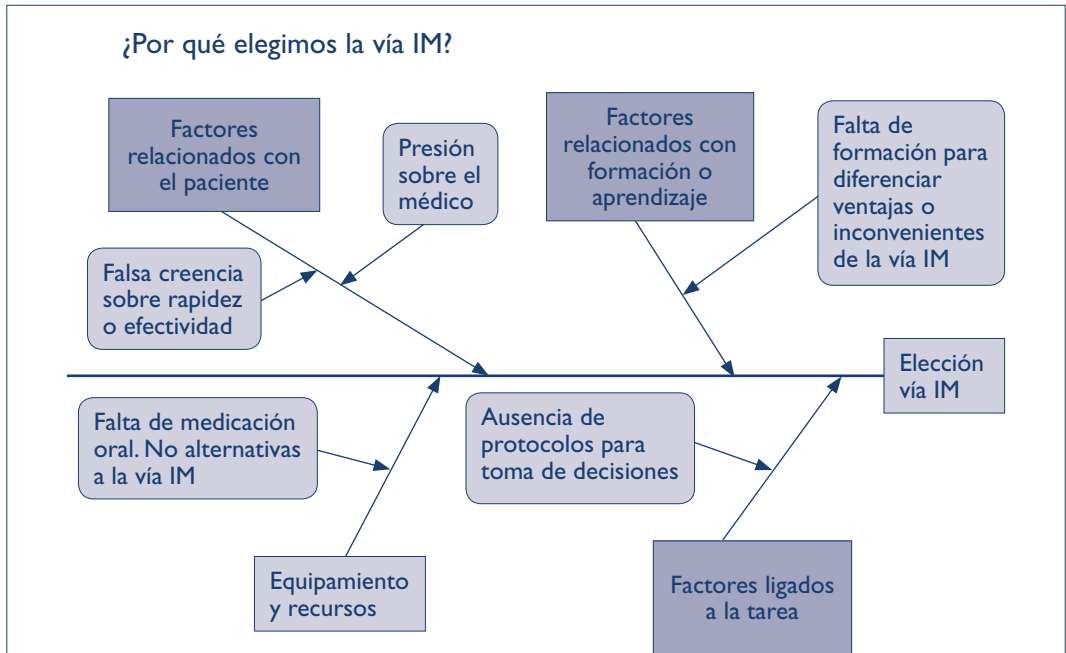 ¿Por qué elegimos la vía IM?
Factores
relacionados con
el paciente
Presión
sobre el
médico
Factores
relacionados con
formación o
aprendizaje
Falta de
formación para
diferenciar
ventajas o
inconvenientes
de la vía IM
Falsa creencia
sobre rapidez
o efectividad
Elección
vía IM
Falta de medicación
oral. No alternativas
a la vía IM
Ausencia de
protocolos para
toma de decisiones
Equipamiento
y recursos
Factores ligados
a la tarea